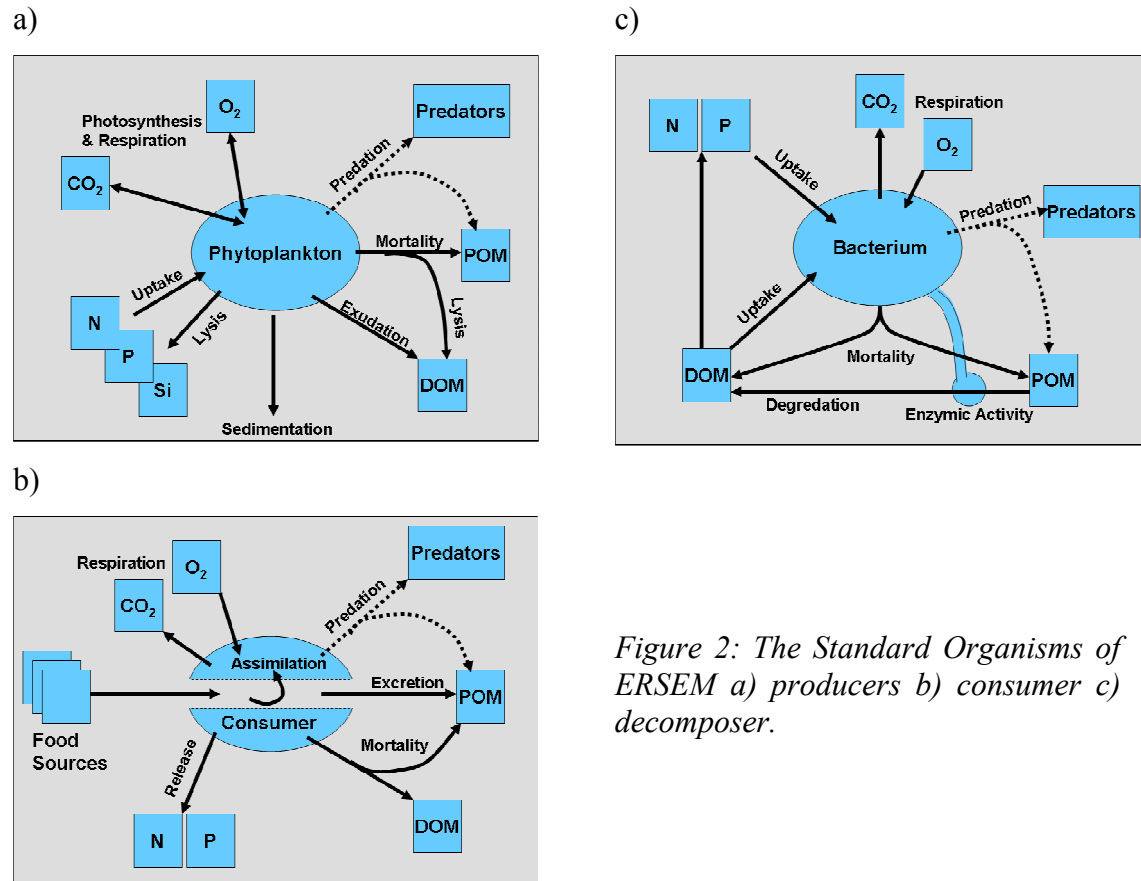 a)
O₂
Photosynthesis
& Respiration
CO₂
Predators
Predation
Phytoplankton
Mortality
POM
Uptake
Lysis
Exudation
Lysis
N
P
Si
DOM
Sedimentation
b)
Respiration
O₂
CO₂
Predators
Predation
Assimilation
Excretion
POM
Consumer
Mortality
Food
Sources
Release
N P
DOM
c)
N P
CO₂
Respiration
O₂
Uptake
Predation
Predators
Bacterium
Uptake
Mortality
DOM
POM
Degredation
Enzymic Activity
Figure 2: The Standard Organisms of
ERSEM a) producers b) consumer c)
decomposer.